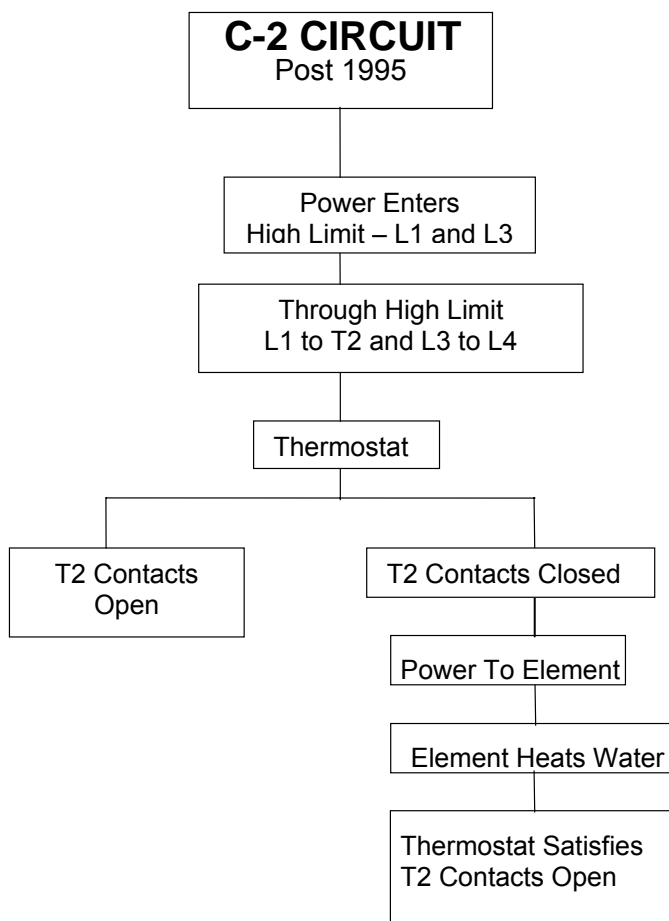 C-2 CIRCUIT
Post 1995
Power Enters
High Limit – L1 and L3
Through High Limit
L1 to T2 and L3 to L4
Thermostat
T2 Contacts
Open
T2 Contacts Closed
Power To Element
Element Heats Water
Thermostat Satisfies
T2 Contacts Open